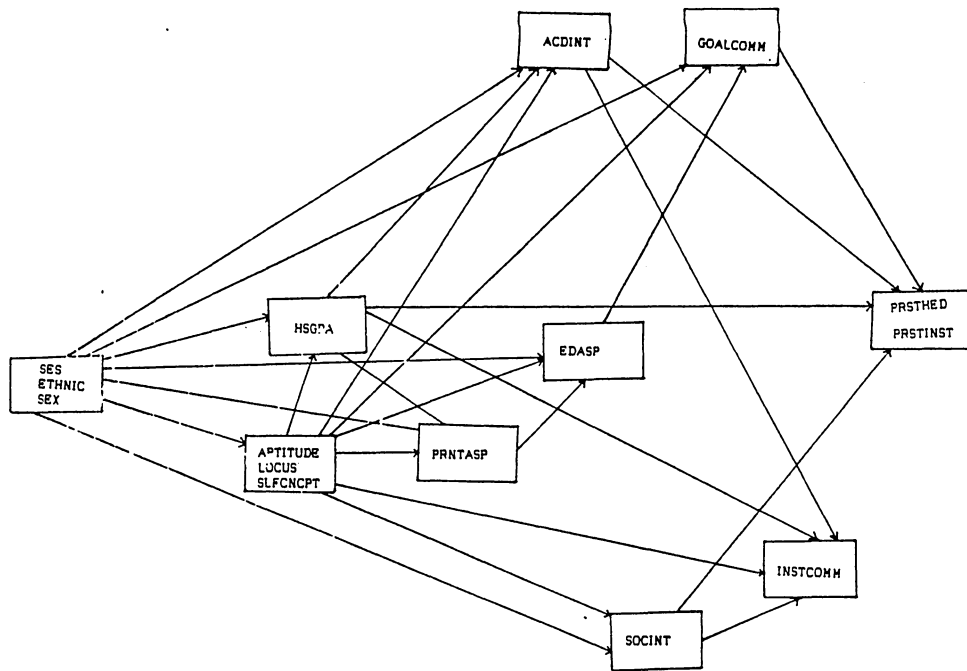 ACDINT
GOALCOMM
PRSTHED
PRSTINST
HSGPA
EDASP
SES
ETHNIC
SEX
APTITUDE
LOCUS
SLFCNCPT
PRNTASP
INSTCOMM
SOCINT